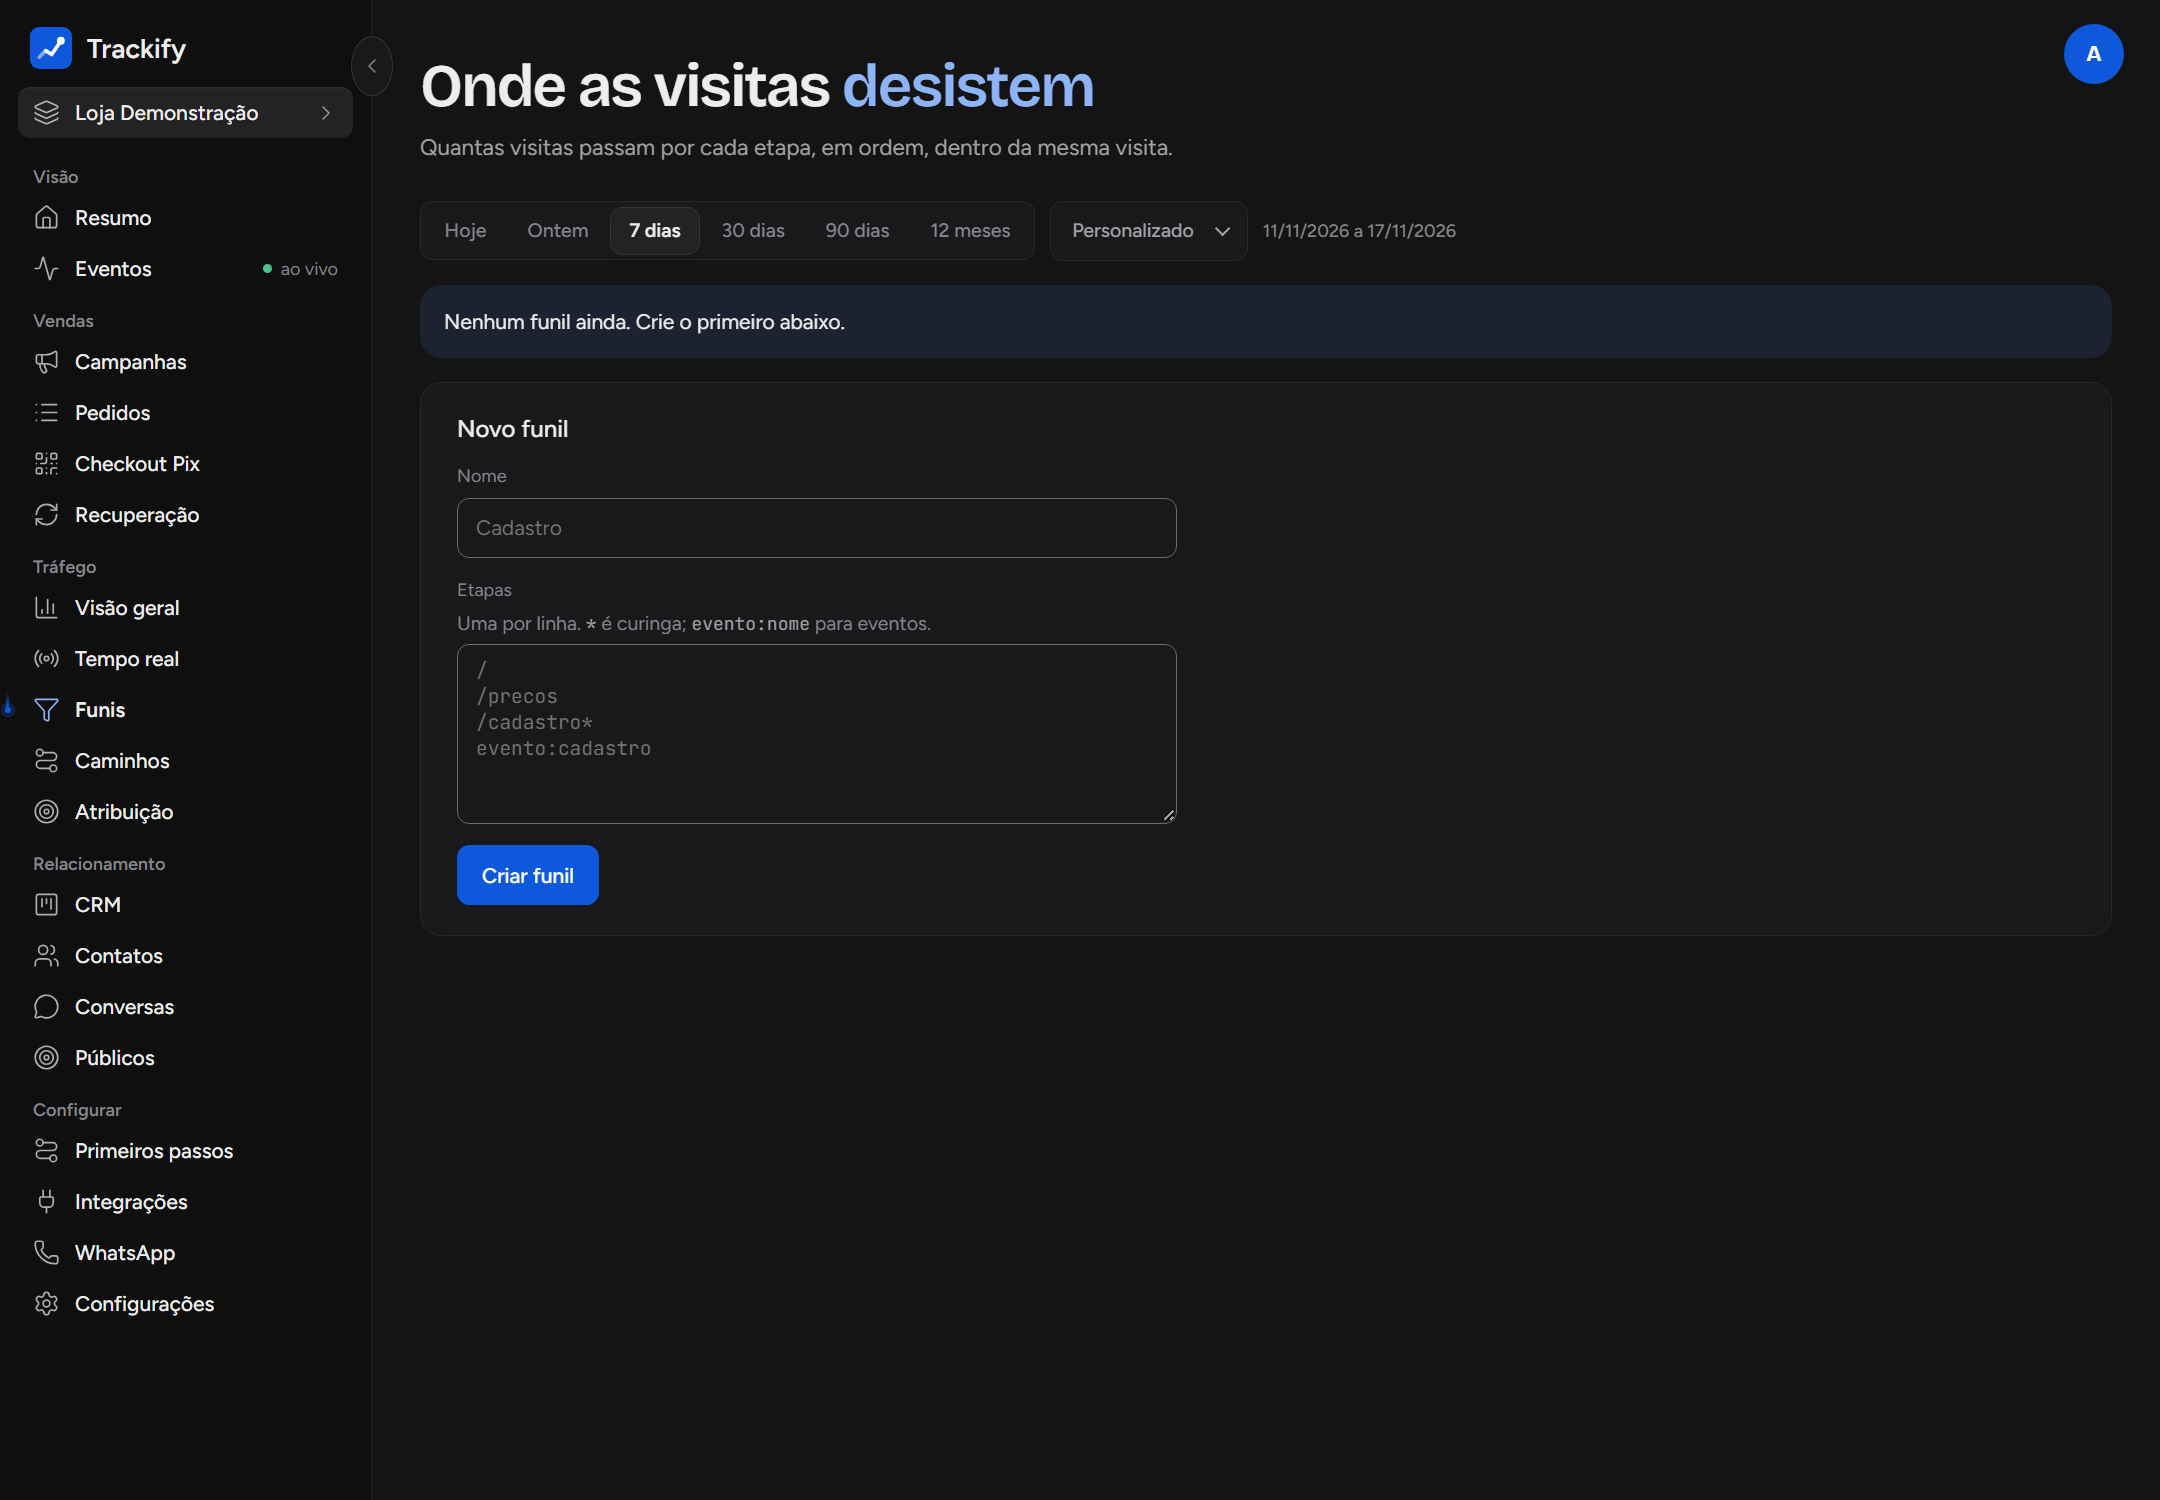 Trackify
Loja Demonstração
Visão
Resumo
Eventos
ao vivo
Vendas
Campanhas
Pedidos
Checkout Pix
Recuperação
Tráfego
Visão geral
Tempo real
Funis
Caminhos
Atribuição
Relacionamento
CRM
Contatos
Conversas
Públicos
Configurar
Primeiros passos
Integrações
WhatsApp
Configurações
A
Onde as visitas desistem
Quantas visitas passam por cada etapa, em ordem, dentro da mesma visita.
Hoje Ontem 7 dias 30 dias 90 dias 12 meses Personalizado 11/11/2026 a 17/11/2026
Nenhum funil ainda. Crie o primeiro abaixo.
Novo funil
Nome
Cadastro
Etapas
Uma por linha. * é curinga; evento:nome para eventos.
/
/precos
/cadastro*
evento:cadastro
Criar funil